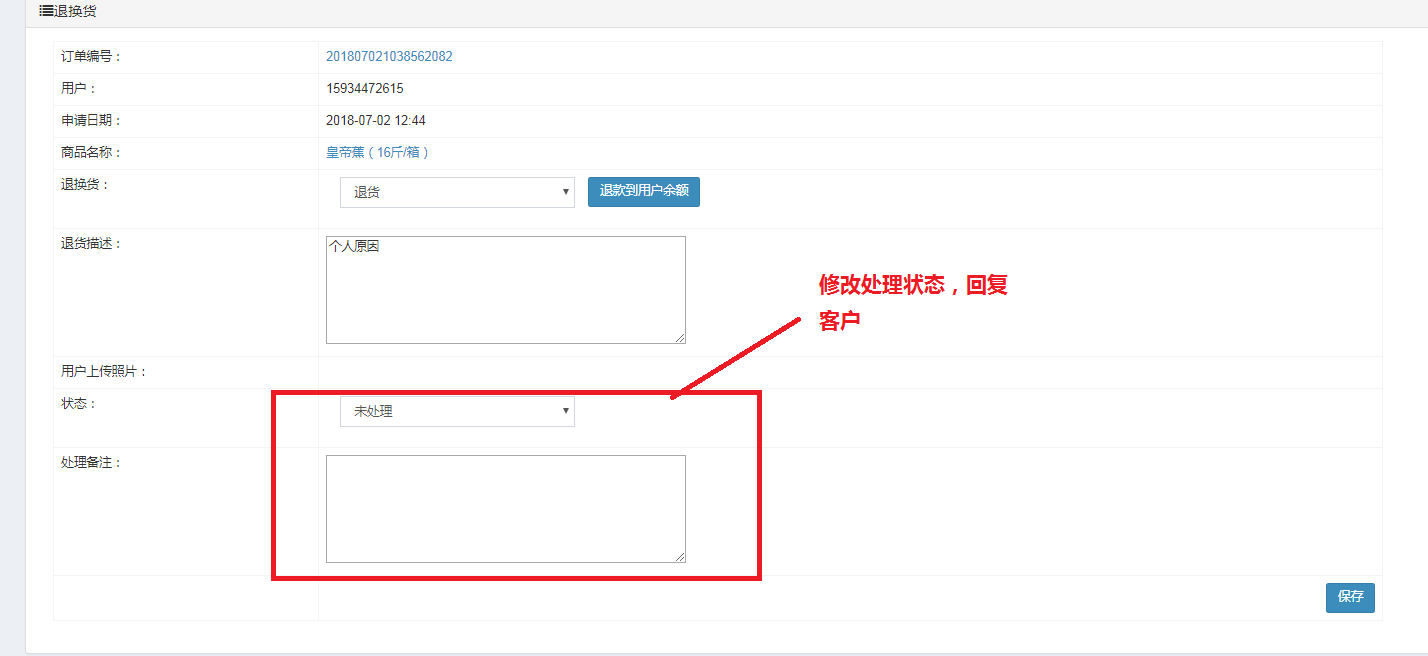 退换货
订单编号：
201807021038562082
用户：
15934472615
申请日期：
2018-07-02 12:44
商品名称：
皇帝蕉（16斤/箱）
退换货：
退货
退款到用户余额
退货描述：
个人原因
修改处理状态，回复
客户
用户上传照片：
状态：
未处理
处理备注：
保存